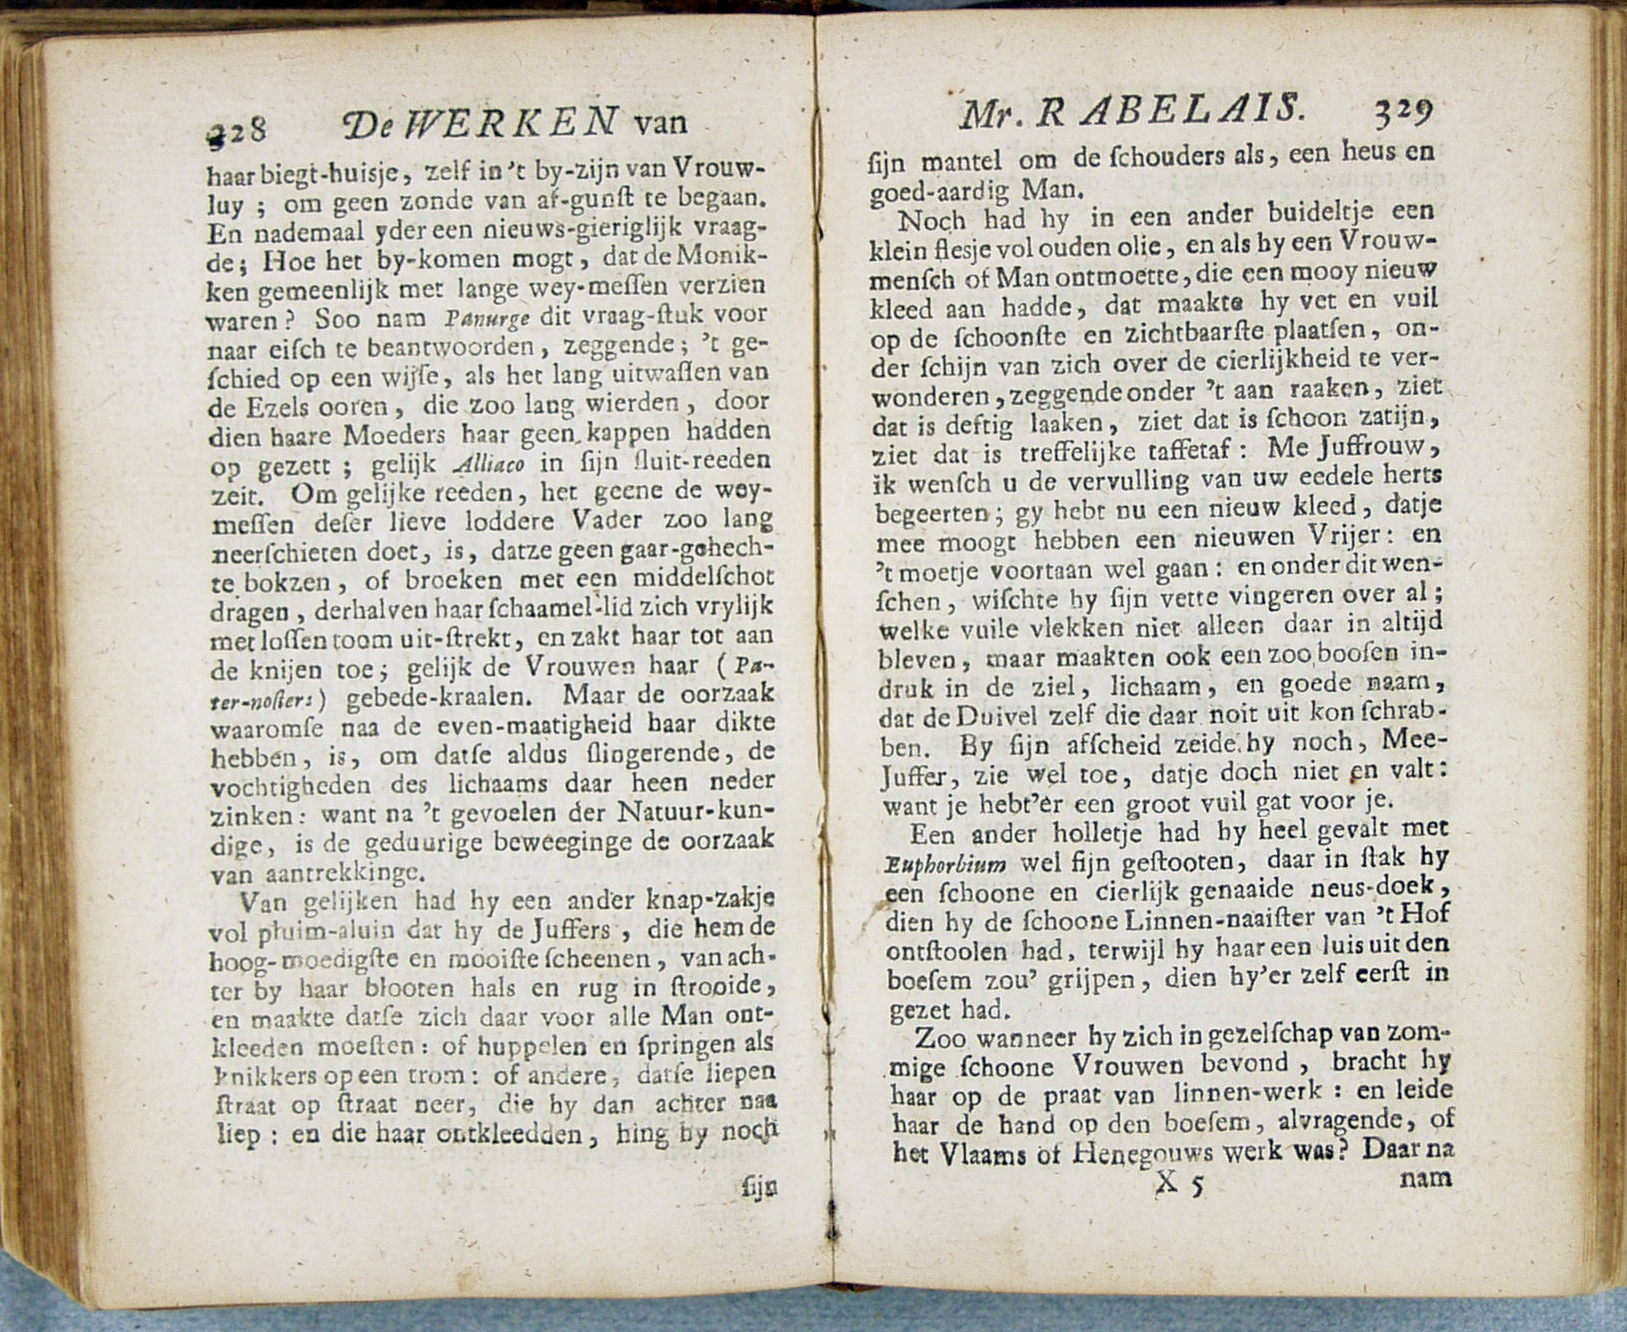 328 De WERKEN van
haar biegt-huisje, zelf in 't by-zijn van Vrouw-
luy ; om geen zonde van af-gunſt te begaan.
En nademaal yder een nieuws-gieriglijk vraag-
de; Hoe het by-komen mogt, dat de Monik-
ken gemeenlijk met lange wey-meſſen verzien
waren? Soo nam Panurge dit vraag-ſtuk voor
naar eiſch te beantwoorden, zeggende; 't ge-
ſchied op een wijſe, als het lang uitwaſſen van
de Ezels ooren, die zoo lang wierden, door
dien haare Moeders haar geen kappen hadden
op gezett ; gelijk Alliaco in ſijn ſluit-reeden
zeit. Om gelijke reeden, het geene de wey-
meſſen deſer lieve loddere Vader zoo lang
neerſchieten doet, is, datze geen gaar-gehech-
te bokzen, of broeken met een middelſchot
dragen, derhalven haar ſchaamel-lid zich vrylijk
met loſſen toom uit-ſtrekt, en zakt haar tot aan
de knijen toe; gelijk de Vrouwen haar (Pa-
ter-noſters) gebede-kraalen. Maar de oorzaak
waaromſe naa de even-maatigheid haar dikte
hebben, is, om datſe aldus ſlingerende, de
vochtigheden des lichaams daar heen neder
zinken: want na 't gevoelen der Natuur-kun-
dige, is de geduurige beweeginge de oorzaak
van aantrekkinge.
Van gelijken had hy een ander knap-zakje
vol pluim-aluin dat hy de Juffers, die hem de
hoog-moedigſte en mooiſte ſcheenen, van ach-
ter by haar blooten hals en rug in ſtrooide,
en maakte datſe zich daar voor alle Man ont-
kleeden moeſten: of huppelen en ſpringen als
knikkers op een trom: of andere, datſe liepen
ſtraat op ſtraat neer, die hy dan achter naa
liep : en die haar ontkleedden, hing hy noch
ſijn
Mr. RABELAIS. 329
ſijn mantel om de ſchouders als, een heus en
goed-aardig Man.
Noch had hy in een ander buideltje een
klein flesje vol ouden olie, en als hy een Vrouw-
menſch of Man ontmoette, die een mooy nieuw
kleed aan hadde, dat maakte hy vet en vuil
op de ſchoonſte en zichtbaarſte plaatſen, on-
der ſchijn van zich over de cierlijkheid te ver-
wonderen, zeggende onder 't aan raaken, ziet
dat is deftig laaken, ziet dat is ſchoon zatijn,
ziet dat is treffelijke taffetaf: Me Juffrouw,
ik wenſch u de vervulling van uw eedele herts
begeerten; gy hebt nu een nieuw kleed, datje
mee moogt hebben een nieuwen Vrijer: en
't moetje voortaan wel gaan: en onder dit wen-
ſchen, wiſchte hy ſijn vette vingeren over al;
welke vuile vlekken niet alleen daar in altijd
bleven, maar maakten ook een zoo booſen in-
druk in de ziel, lichaam, en goede naam,
dat de Duivel zelf die daar noit uit kon ſchrab-
ben. By ſijn afſcheid zeide hy noch, Mee-
Juffer, zie wel toe, datje doch niet en valt:
want je hebt'er een groot vuil gat voor je.
Een ander holletje had hy heel gevalt met
Euphorbium wel fijn geſtooten, daar in ſtak hy
een ſchoone en cierlijk genaaide neus-doek,
dien hy de ſchoone Linnen-naaiſter van 't Hof
ontſtoolen had, terwijl hy haar een luis uit den
boeſem zou' grijpen, dien hy'er zelf eerſt in
gezet had.
Zoo wanneer hy zich in gezelſchap van zom-
mige ſchoone Vrouwen bevond, bracht hy
haar op de praat van linnen-werk : en leide
haar de hand op den boeſem, alvragende, of
het Vlaams of Henegouws werk was? Daar na
X 5 nam